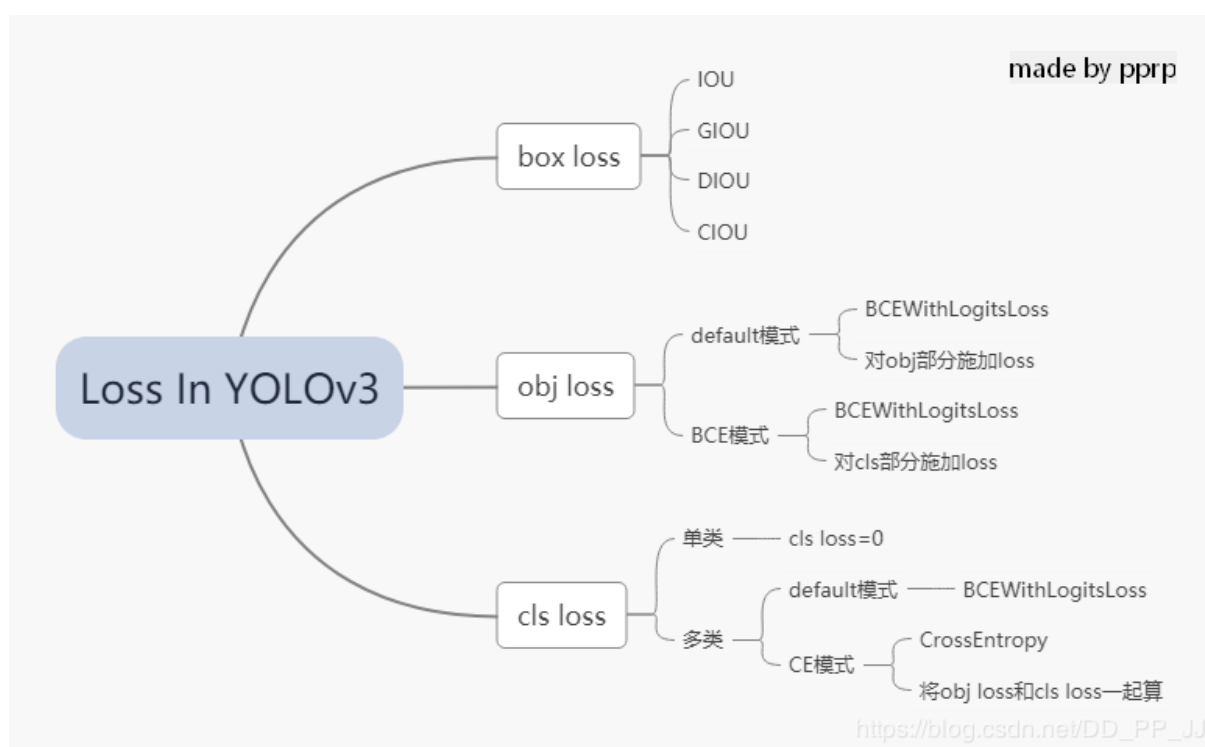 made by pprp
Loss In YOLOv3
box loss
IOU
GIOU
DIOU
CIOU
obj loss
default模式
BCEWithLogitsLoss
对obj部分施加loss
BCE模式
BCEWithLogitsLoss
对cls部分施加loss
cls loss
单类
cls loss=0
多类
default模式
BCEWithLogitsLoss
CE模式
CrossEntropy
将obj loss和cls loss一起算
https://blog.csdn.net/DD_PP_JJ